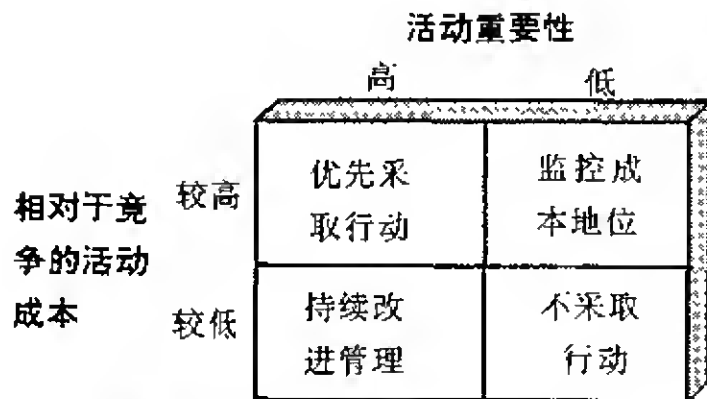 活动重要性
高 低
相对于竞
争的活动
成本
较高
优先采
取行动
监控成
本地位
较低
持续改
进管理
不采取
行动